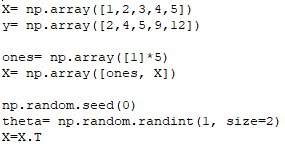 X= np.array([1,2,3,4,5])
y= np.array([2,4,5,9,12])
ones= np.array([1]*5)
X= np.array([ones, X])
np.random.seed(0)
theta= np.random.randint(1, size=2)
X=X.T